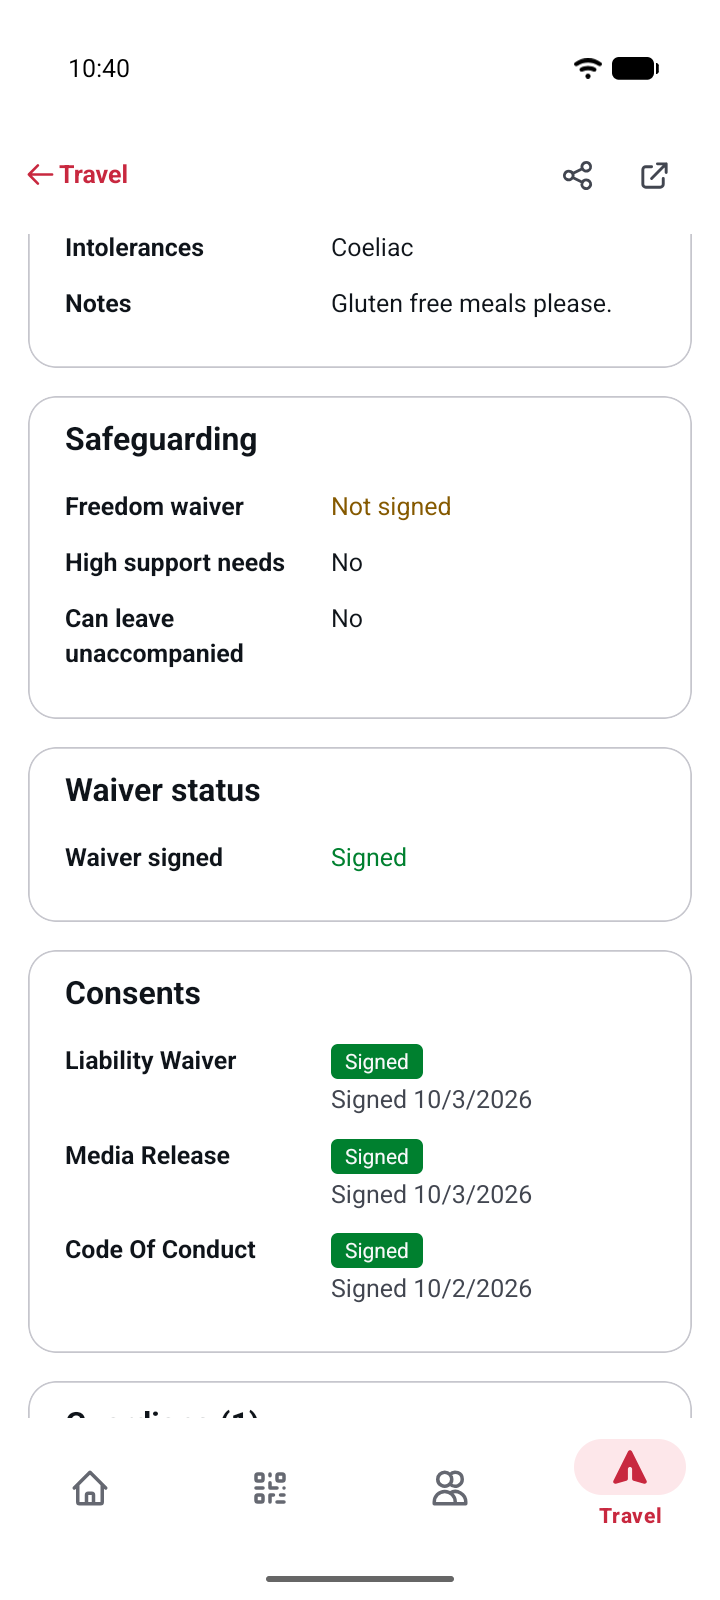 10:40
Travel
Intolerances Coeliac
Notes Gluten free meals please.
Safeguarding
Freedom waiver Not signed
High support needs No
Can leave No
unaccompanied
Waiver status
Waiver signed Signed
Consents
Liability Waiver Signed
Signed 10/3/2026
Media Release Signed
Signed 10/3/2026
Code Of Conduct Signed
Signed 10/2/2026
Travel